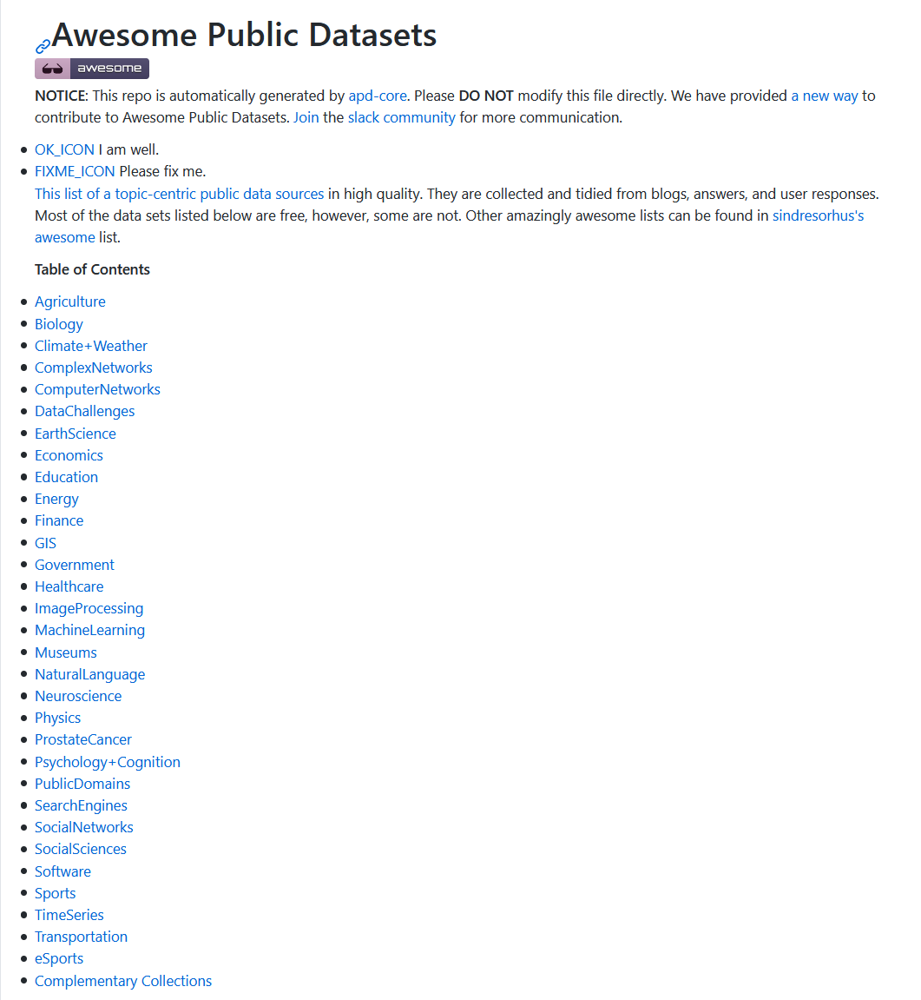 Awesome Public Datasets
awesome
NOTICE: This repo is automatically generated by apd-core. Please DO NOT modify this file directly. We have provided a new way to
contribute to Awesome Public Datasets. Join the slack community for more communication.
OK_ICON I am well.
FIXME_ICON Please fix me.
This list of a topic-centric public data sources in high quality. They are collected and tidied from blogs, answers, and user responses.
Most of the data sets listed below are free, however, some are not. Other amazingly awesome lists can be found in sindresorhus's
awesome list.
Table of Contents
Agriculture
Biology
Climate+Weather
ComplexNetworks
ComputerNetworks
DataChallenges
EarthScience
Economics
Education
Energy
Finance
GIS
Government
Healthcare
ImageProcessing
MachineLearning
Museums
NaturalLanguage
Neuroscience
Physics
ProstateCancer
Psychology+Cognition
PublicDomains
SearchEngines
SocialNetworks
SocialSciences
Software
Sports
TimeSeries
Transportation
eSports
Complementary Collections